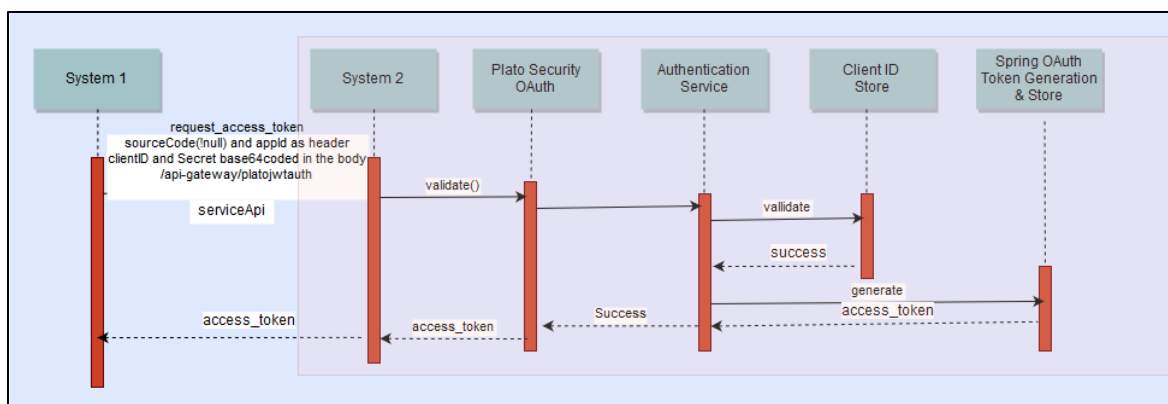 System 1
System 2
Plato Security
OAuth
Authentication
Service
Client ID
Store
Spring OAuth
Token Generation
& Store
request_access_token
sourceCode(!null) and appId as header
clientID and Secret base64coded in the body
/api-gateway/platojwtauth
serviceApi
validate()
vallidate
success
generate
access_token
Success
access_token
access_token